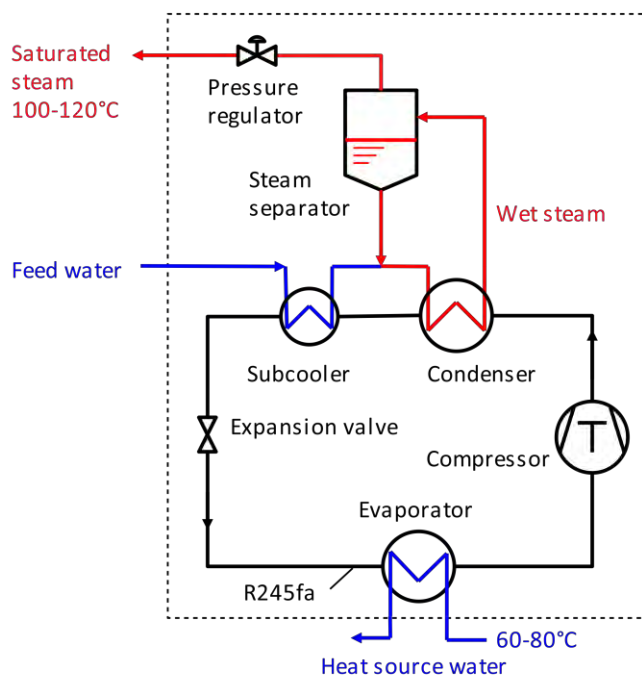 Saturated
steam
100-120°C
Pressure
regulator
Steam
separator
Wet steam
Feed water
Subcooler
Condenser
Expansion valve
Compressor
Evaporator
R245fa
60-80°C
Heat source water